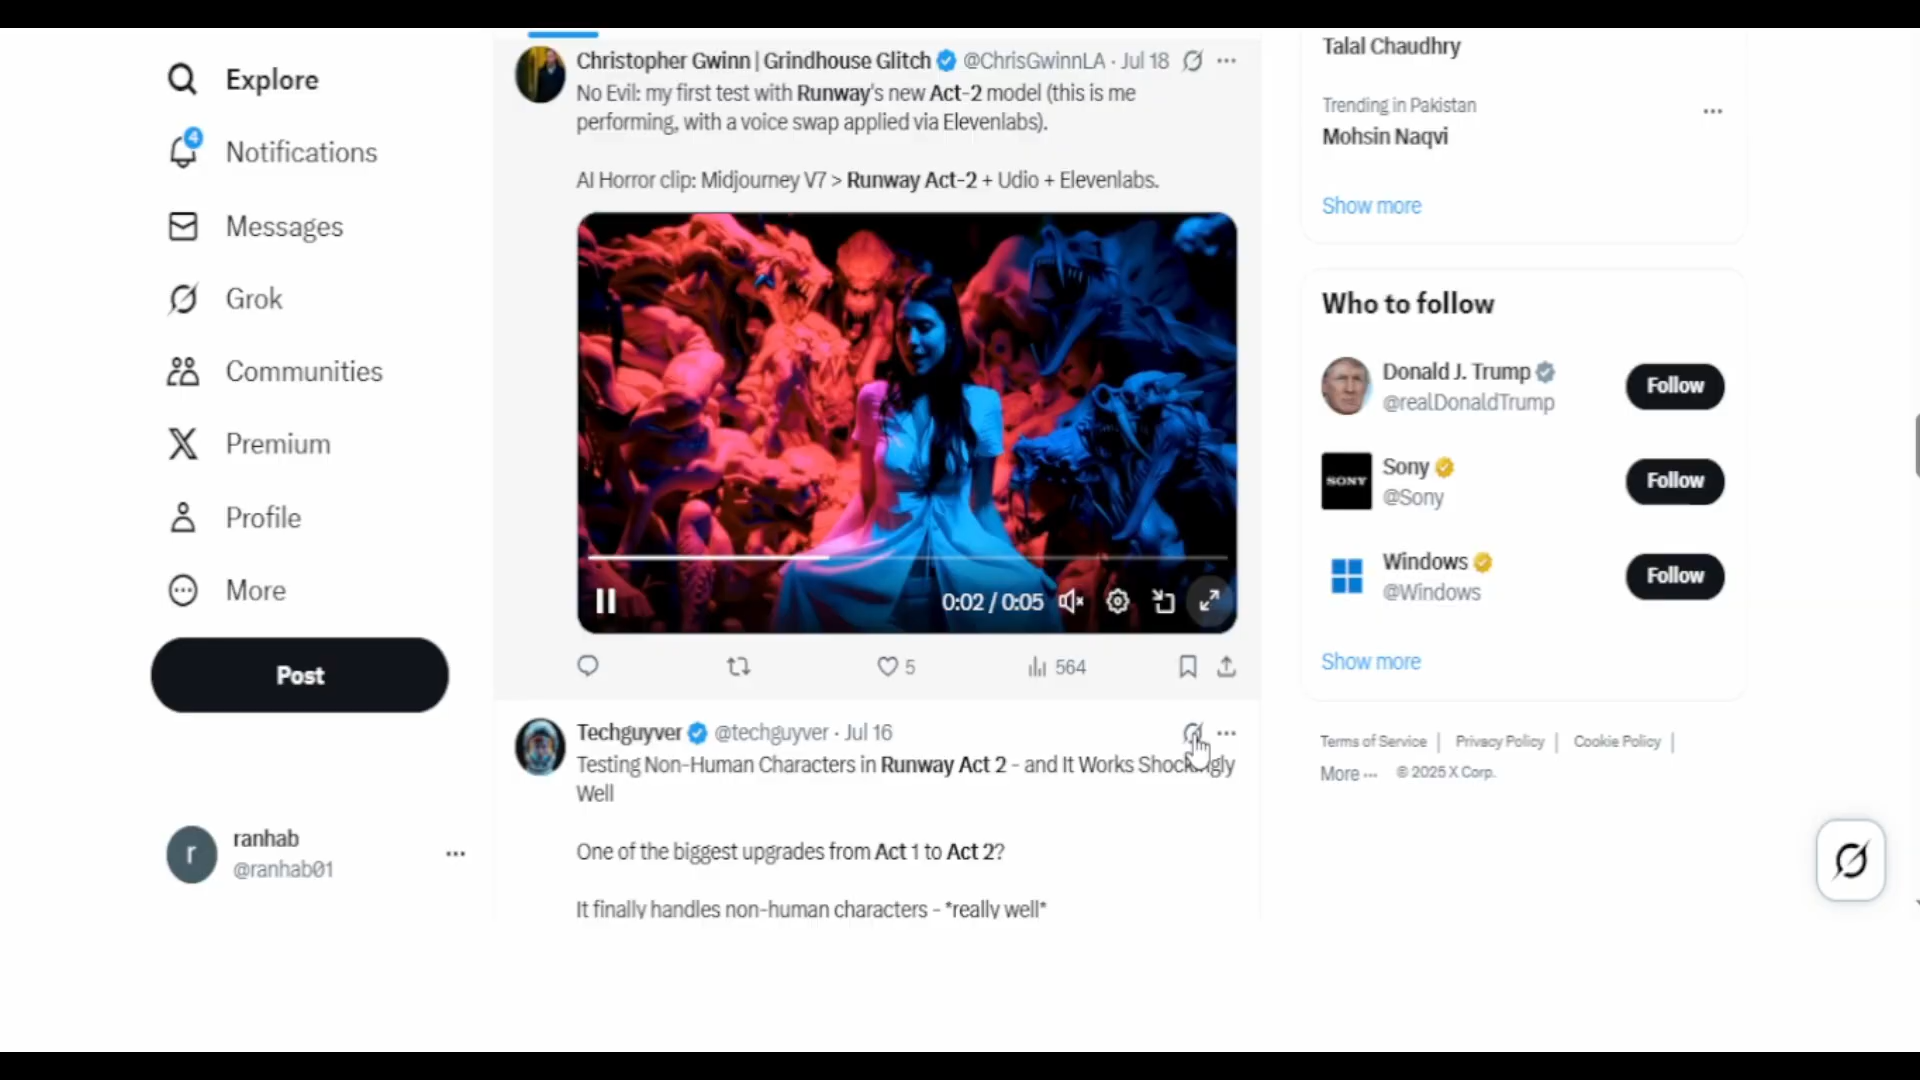 Explore
4
Notifications
Messages
Grok
Communities
Premium
Profile
More
Post
r
ranhab
@ranhab01
Christopher Gwinn | Grindhouse Glitch @ChrisGwinnLA · Jul 18
No Evil: my first test with Runway's new Act-2 model (this is me
performing, with a voice swap applied via Elevenlabs).
AI Horror clip: Midjourney V7 > Runway Act-2 + Udio + Elevenlabs.
0:02 / 0:05
5
564
Techguyver @techguyver · Jul 16
Testing Non-Human Characters in Runway Act 2 - and It Works Shockingly
Well
One of the biggest upgrades from Act 1 to Act 2?
It finally handles non-human characters - *really well*
Talal Chaudhry
Trending in Pakistan
Mohsin Naqvi
Show more
Who to follow
Donald J. Trump
@realDonaldTrump
Follow
SONY
Sony
@Sony
Follow
Windows
@Windows
Follow
Show more
Terms of Service | Privacy Policy | Cookie Policy |
More ··· © 2025 X Corp.